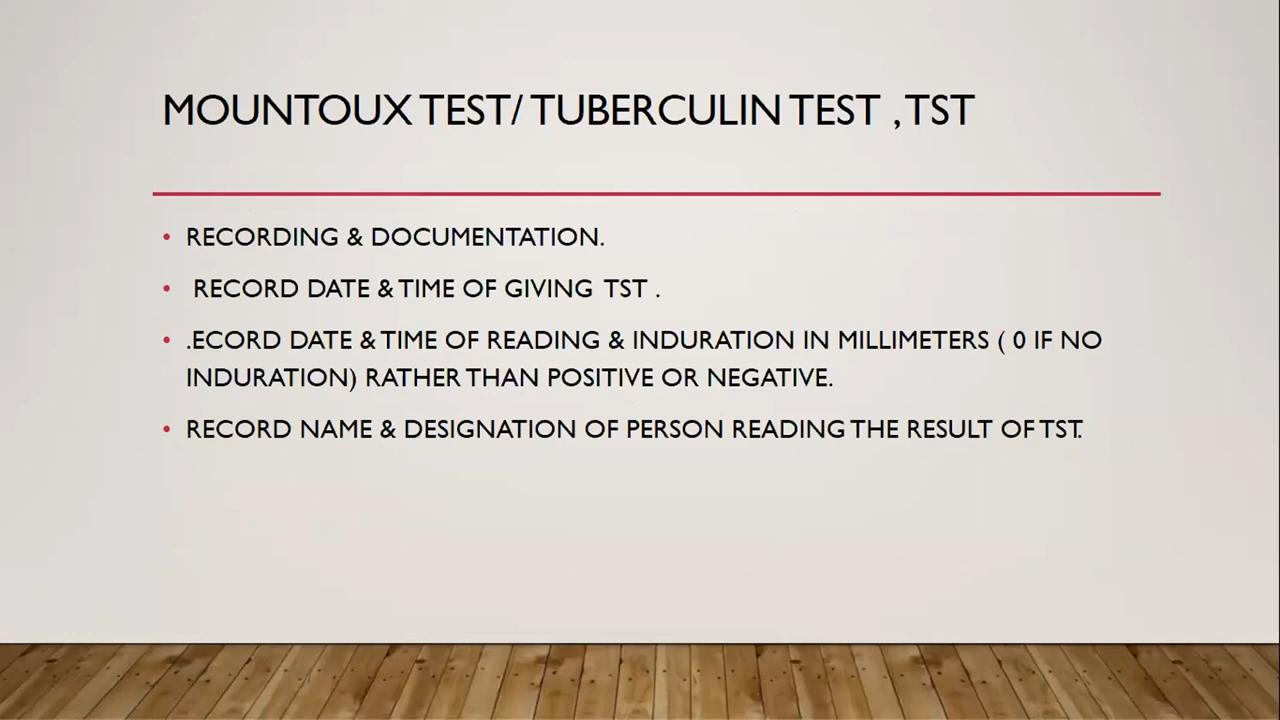 MOUNTOUX TEST/ TUBERCULIN TEST , TST
• RECORDING & DOCUMENTATION.
• RECORD DATE & TIME OF GIVING TST .
• .ECORD DATE & TIME OF READING & INDURATION IN MILLIMETERS ( 0 IF NO
INDURATION) RATHER THAN POSITIVE OR NEGATIVE.
• RECORD NAME & DESIGNATION OF PERSON READING THE RESULT OF TST.